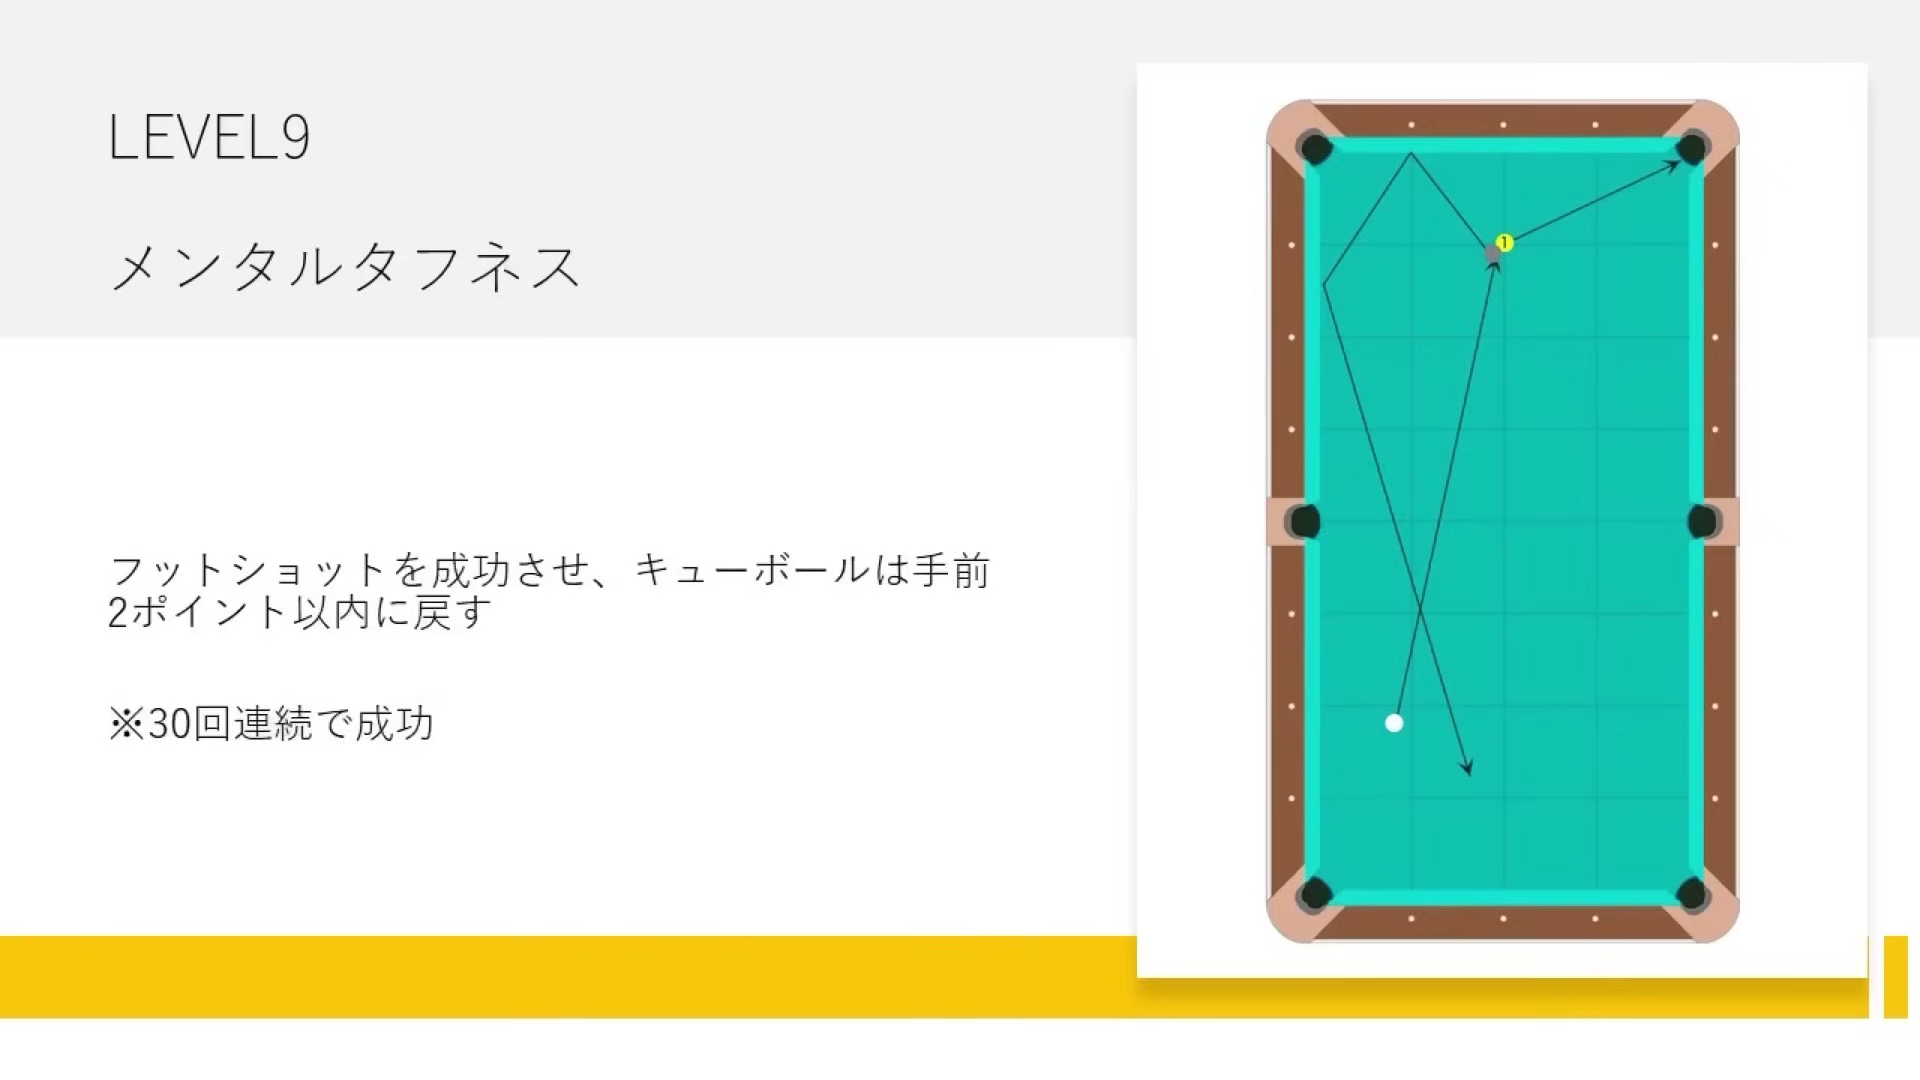 LEVEL9
メンタルタフネス
フットショットを成功させ、キューボールは手前
2ポイント以内に戻す
※30回連続で成功
1